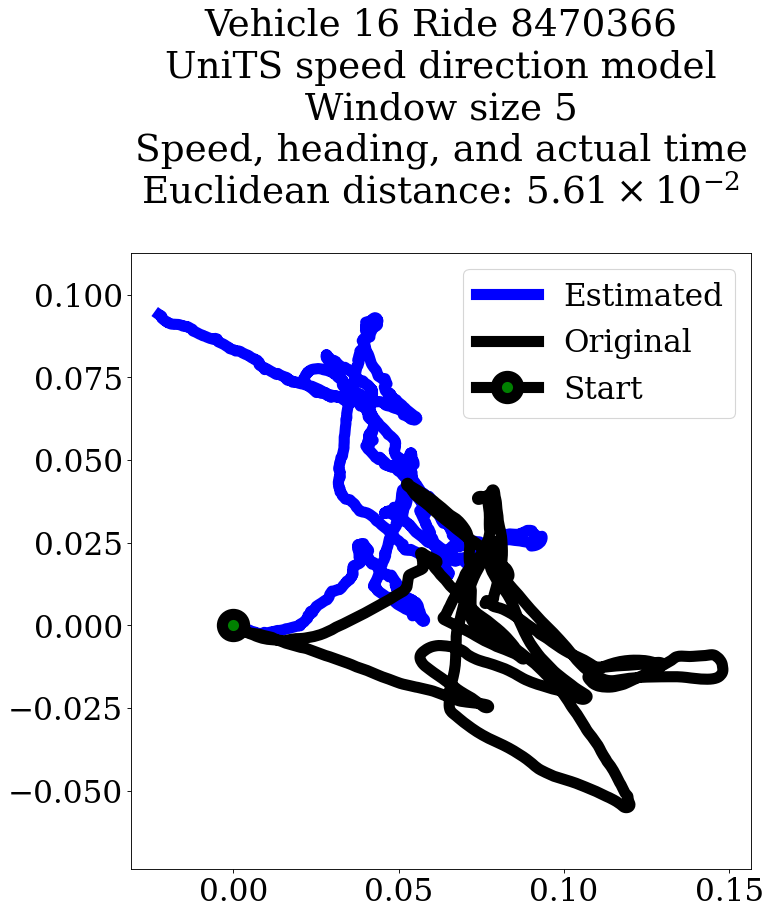 Vehicle 16 Ride 8470366
UniTS speed direction model
Window size 5
Speed, heading, and actual time
Euclidean distance: 5.61 × 10⁻²
Estimated
Original
Start
0.100
0.075
0.050
0.025
0.000
−0.025
−0.050
0.00 0.05 0.10 0.15